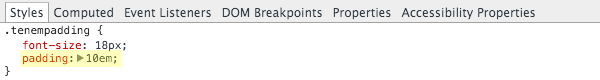 Styles Computed Event Listeners DOM Breakpoints Properties Accessibility Properties
.tenempadding {
font-size: 18px;
padding:▶10em;
}